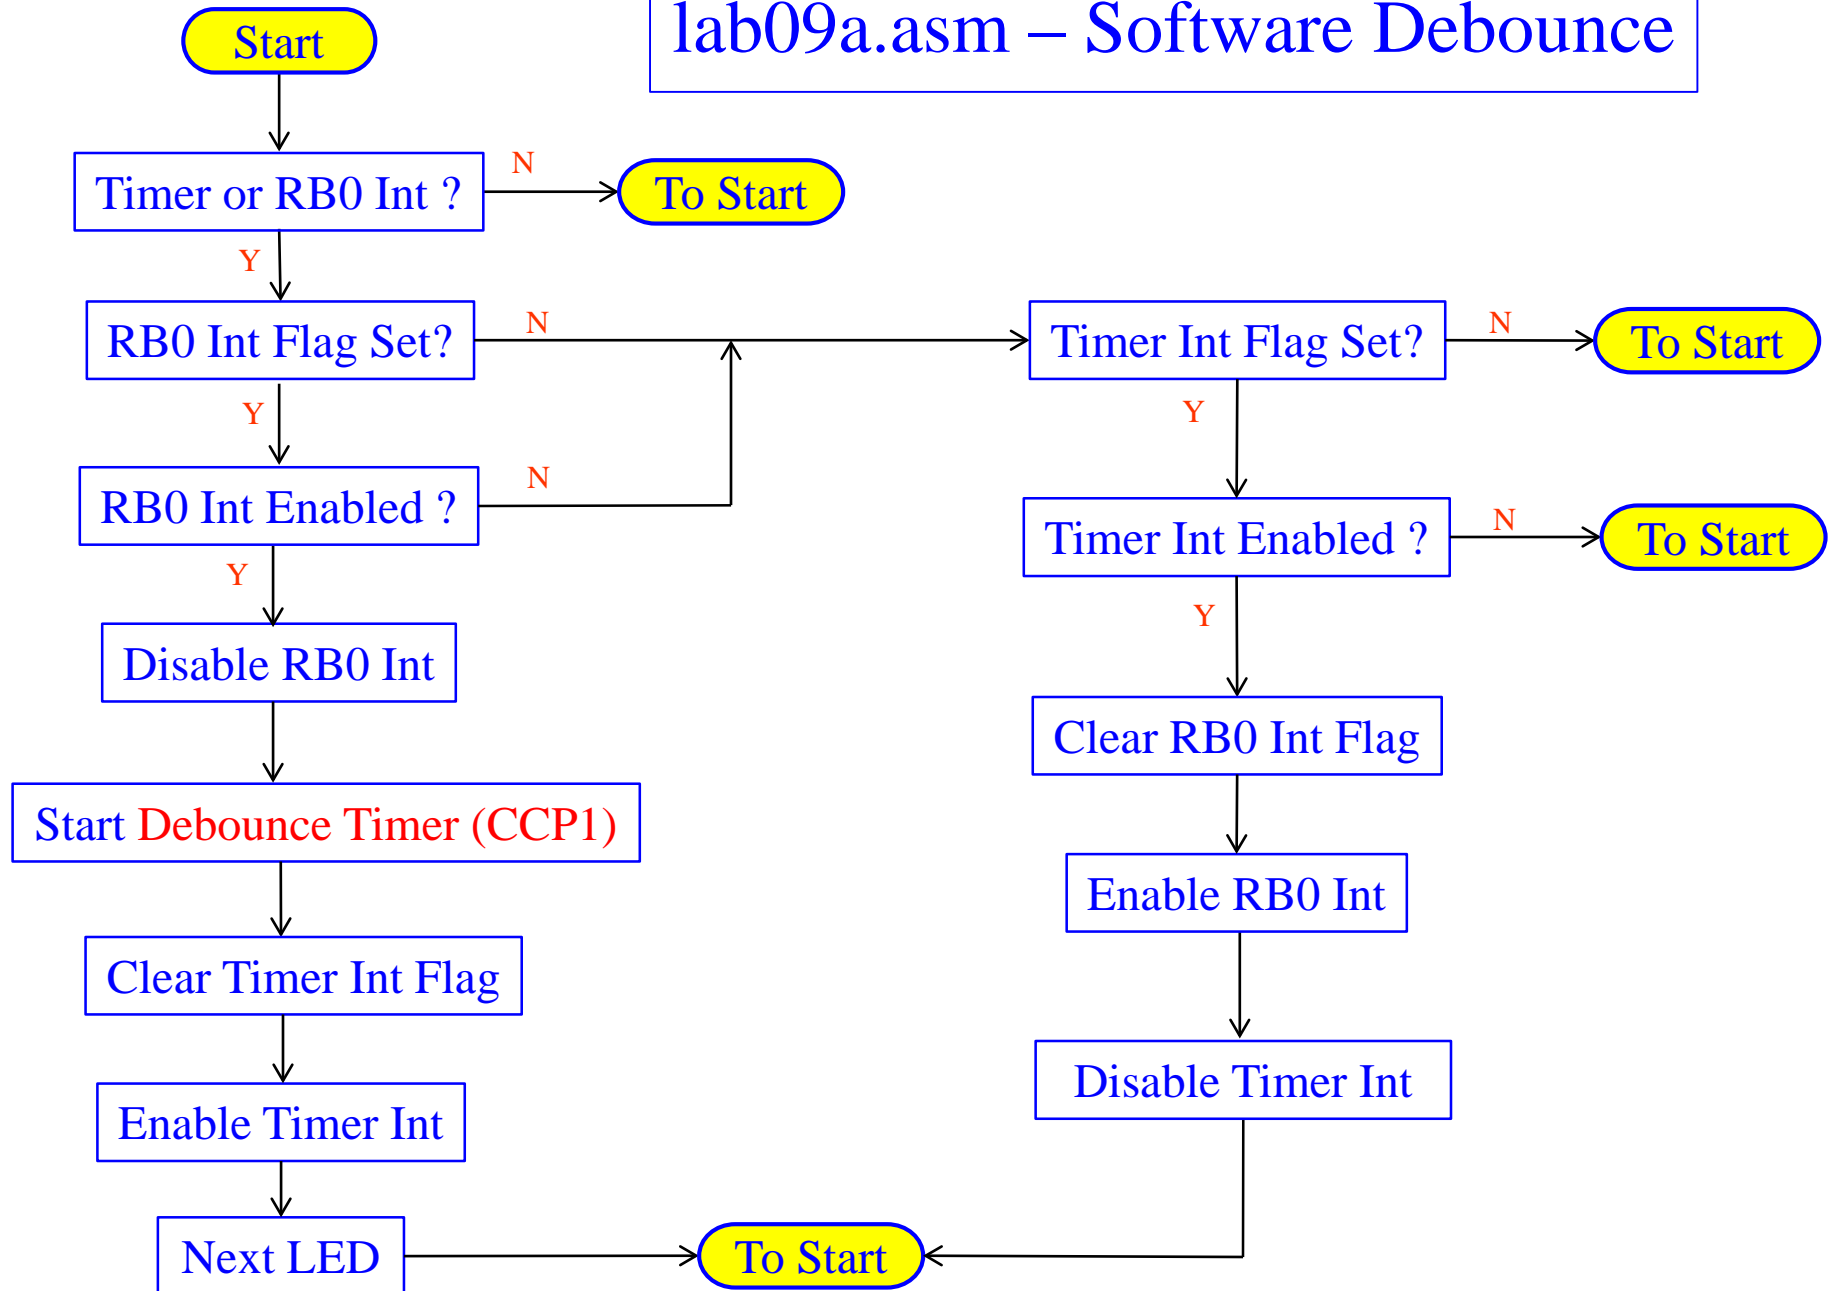 lab09a.asm – Software Debounce
Start
Timer or RB0 Int ?
N
To Start
Y
RB0 Int Flag Set?
N
Timer Int Flag Set?
N
To Start
Y
Y
RB0 Int Enabled ?
N
Timer Int Enabled ?
N
To Start
Y
Y
Disable RB0 Int
Clear RB0 Int Flag
Start Debounce Timer (CCP1)
Enable RB0 Int
Clear Timer Int Flag
Disable Timer Int
Enable Timer Int
Next LED
To Start